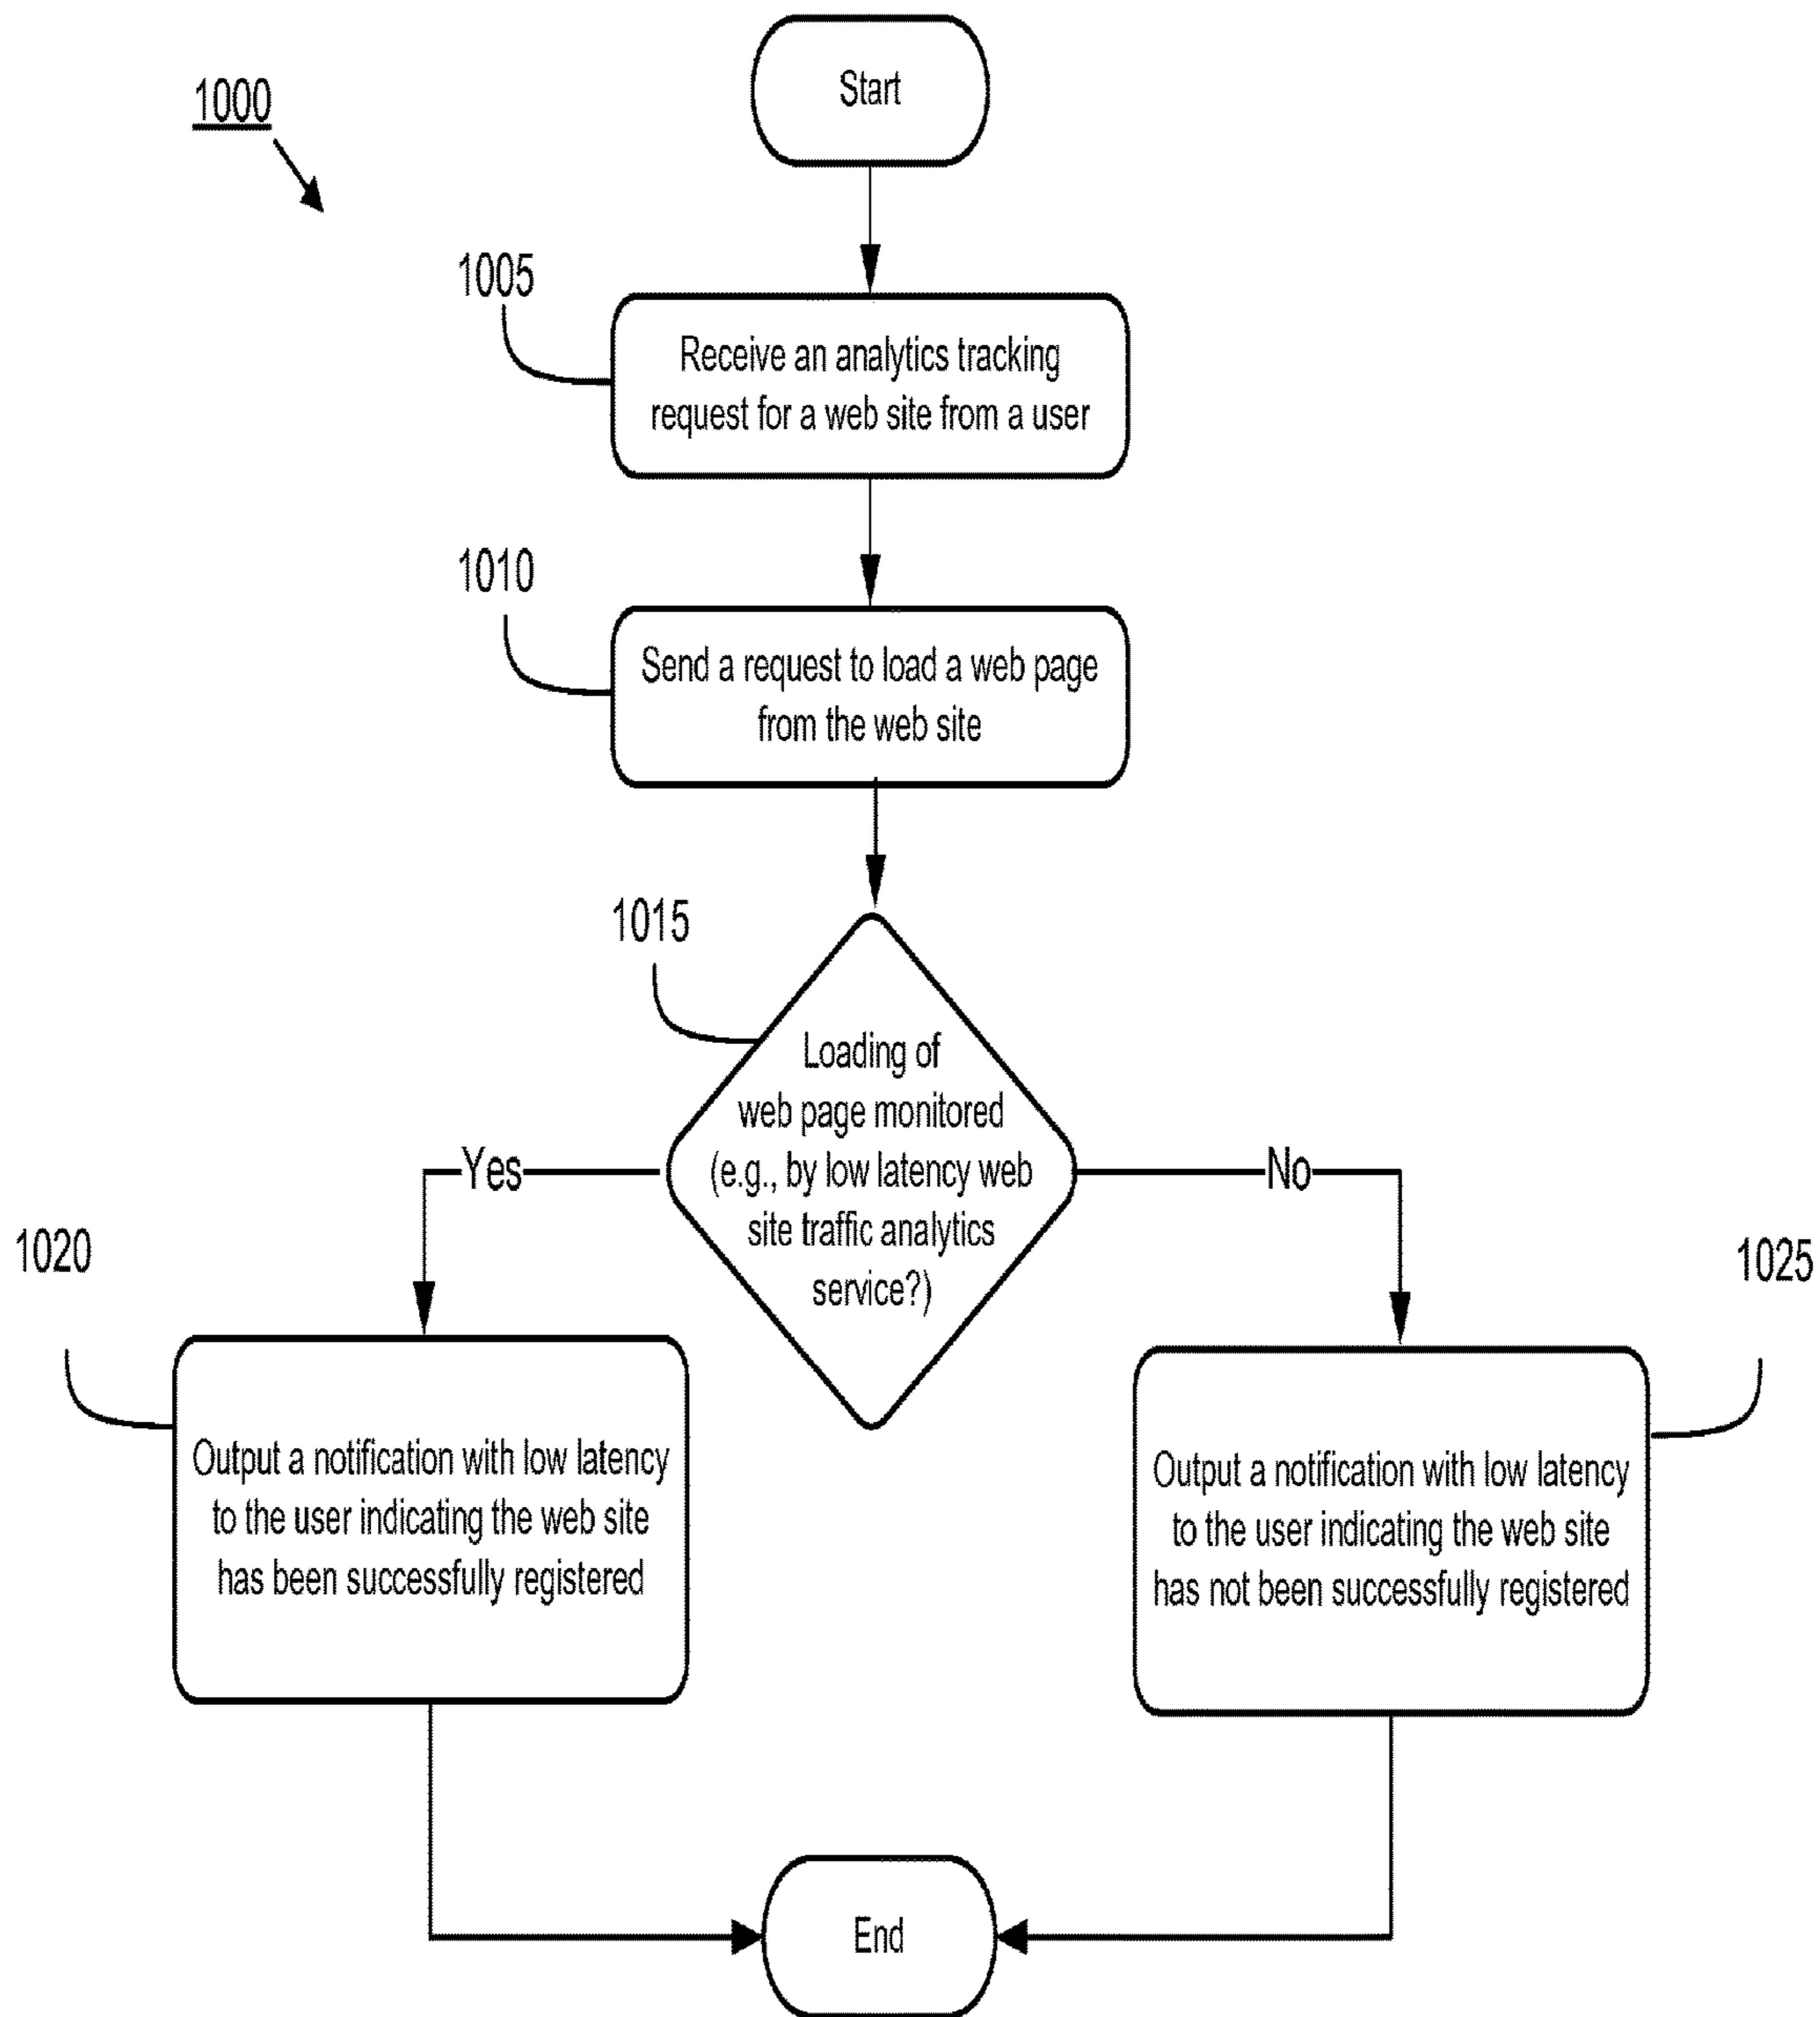 Start
1000
1005
Receive an analytics tracking
request for a web site from a user
1010
Send a request to load a web page
from the web site
1015
Loading of
web page monitored
(e.g., by low latency web
site traffic analytics
service?)
Yes
No
1020
1025
Output a notification with low latency
to the user indicating the web site
has been successfully registered
Output a notification with low latency
to the user indicating the web site
has not been successfully registered
End